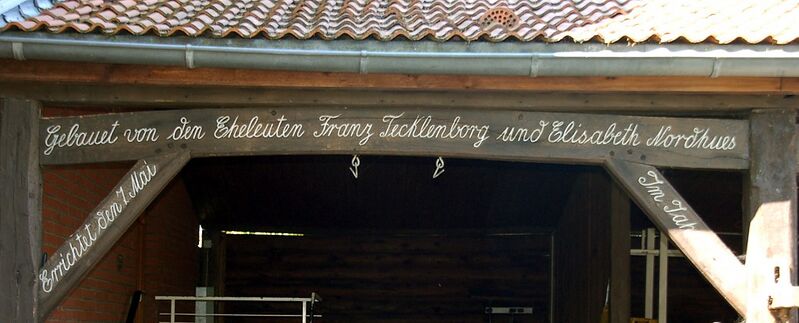 Gebauet von den Eheleuten Franz Tecklenborg und Elisabeth Nordhues
Errichtet den 7. Mai
Im Jah